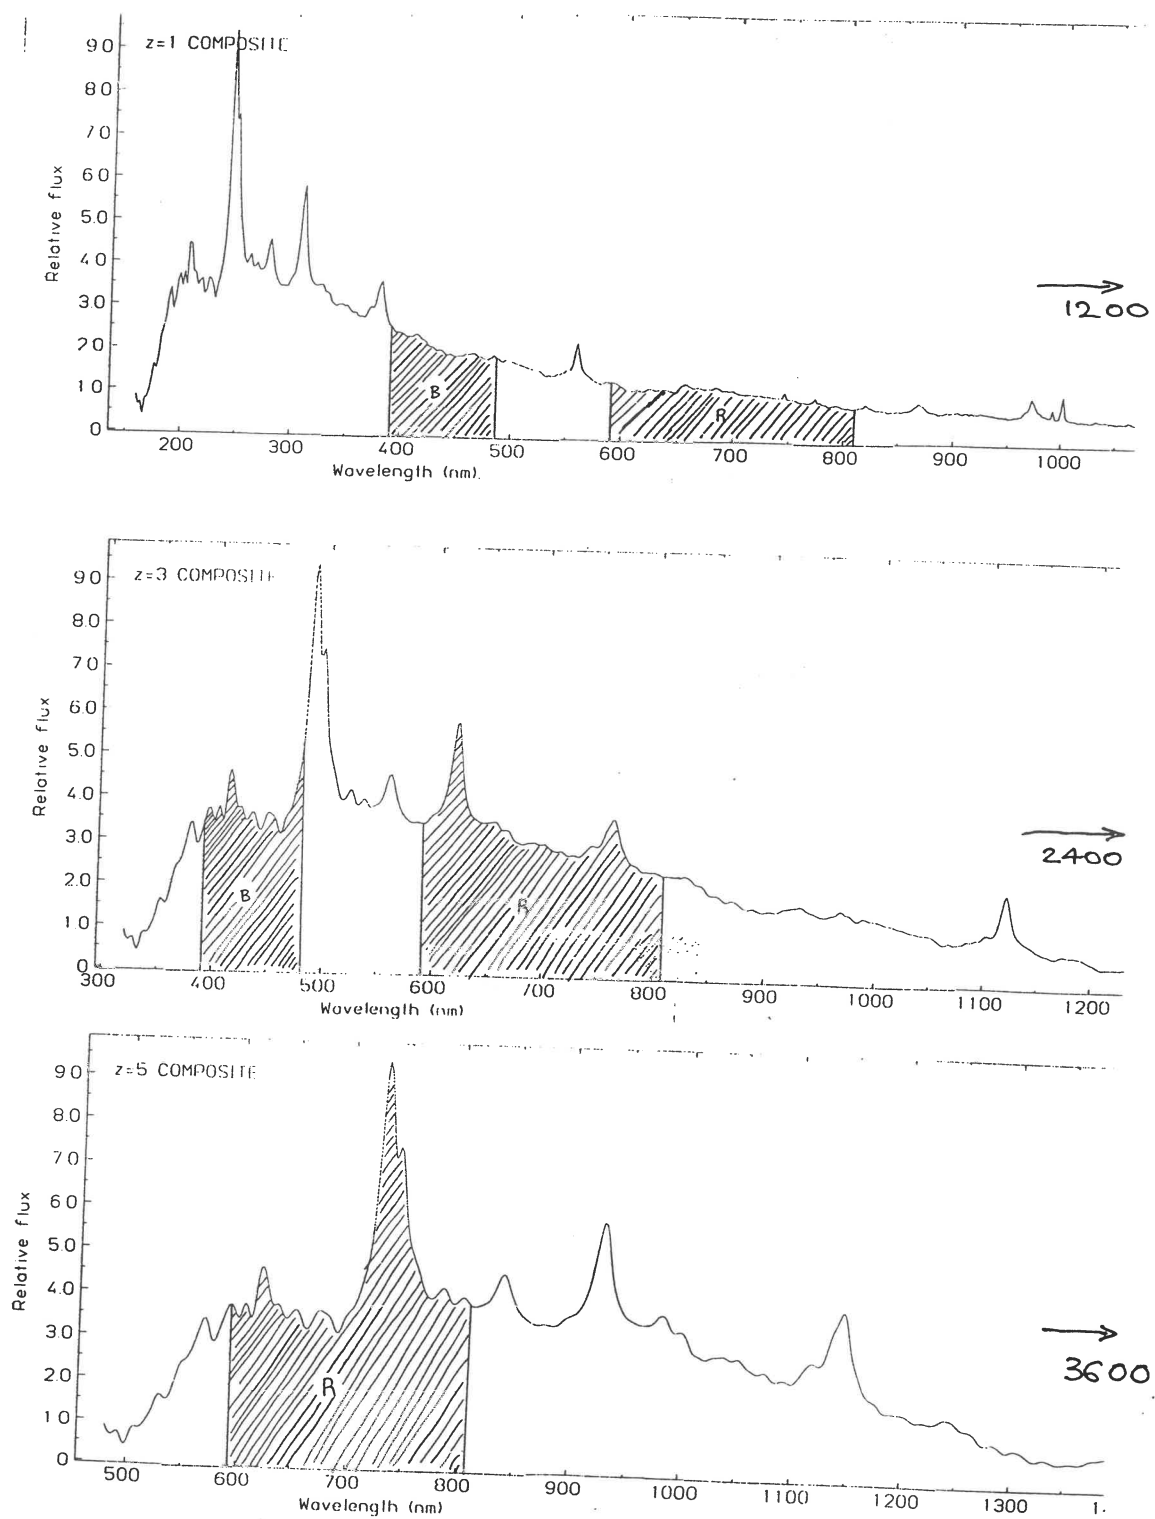 z=1 COMPOSITE
9.0
8.0
7.0
6.0
5.0
4.0
3.0
2.0
1.0
0
Relative flux
B
R
1200
200 300 400 500 600 700 800 900 1000
Wavelength (nm).
z=3 COMPOSITE
9.0
8.0
7.0
6.0
5.0
4.0
3.0
2.0
1.0
0
Relative flux
B
R
2400
300 400 500 600 700 800 900 1000 1100 1200
Wavelength (nm)
z=5 COMPOSITE
9.0
8.0
7.0
6.0
5.0
4.0
3.0
2.0
1.0
0
Relative flux
R
3600
500 600 700 800 900 1000 1100 1200 1300 1.
Wavelength (nm)